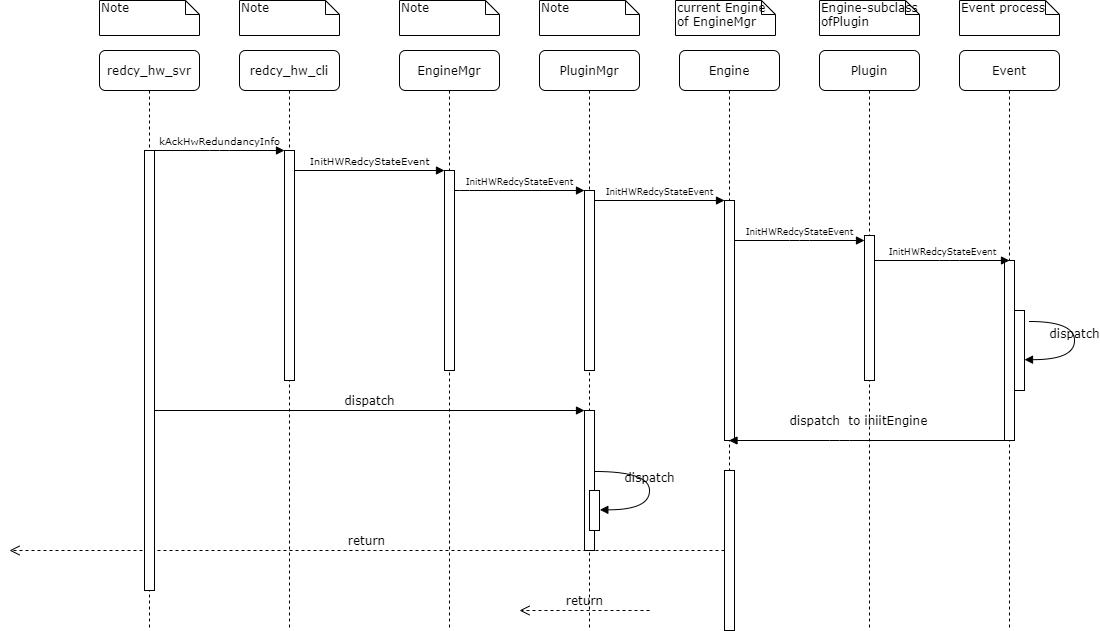 Note
Note
Note
Note
current Engine
of EngineMgr
Engine-subclass
ofPlugin
Event process
redcy_hw_svr
redcy_hw_cli
EngineMgr
PluginMgr
Engine
Plugin
Event
kAckHwRedundancyInfo
InitHWRedcyStateEvent
InitHWRedcyStateEvent
InitHWRedcyStateEvent
InitHWRedcyStateEvent
InitHWRedcyStateEvent
dispatch
dispatch
dispatch to iniitEngine
dispatch
return
return